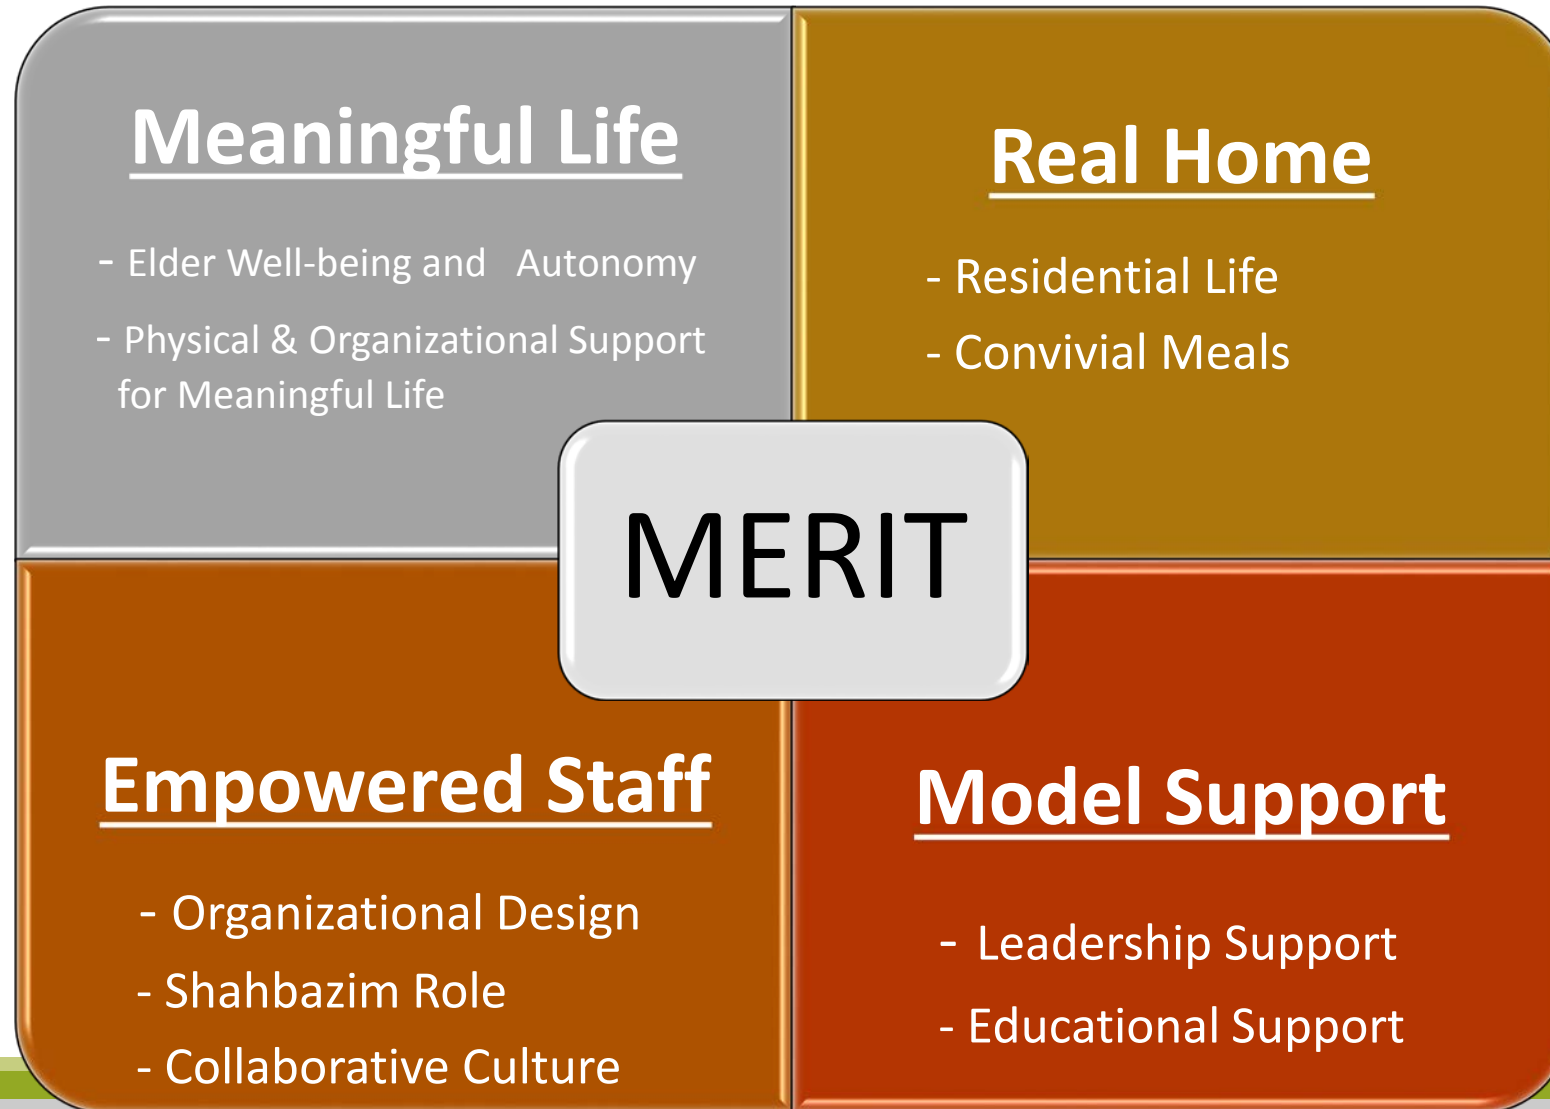 Meaningful Life
- Elder Well-being and   Autonomy
- Physical & Organizational Support
for Meaningful Life
Real Home
- Residential Life
- Convivial Meals
MERIT
Empowered Staff
- Organizational Design
- Shahbazim Role
- Collaborative Culture
Model Support
- Leadership Support
- Educational Support